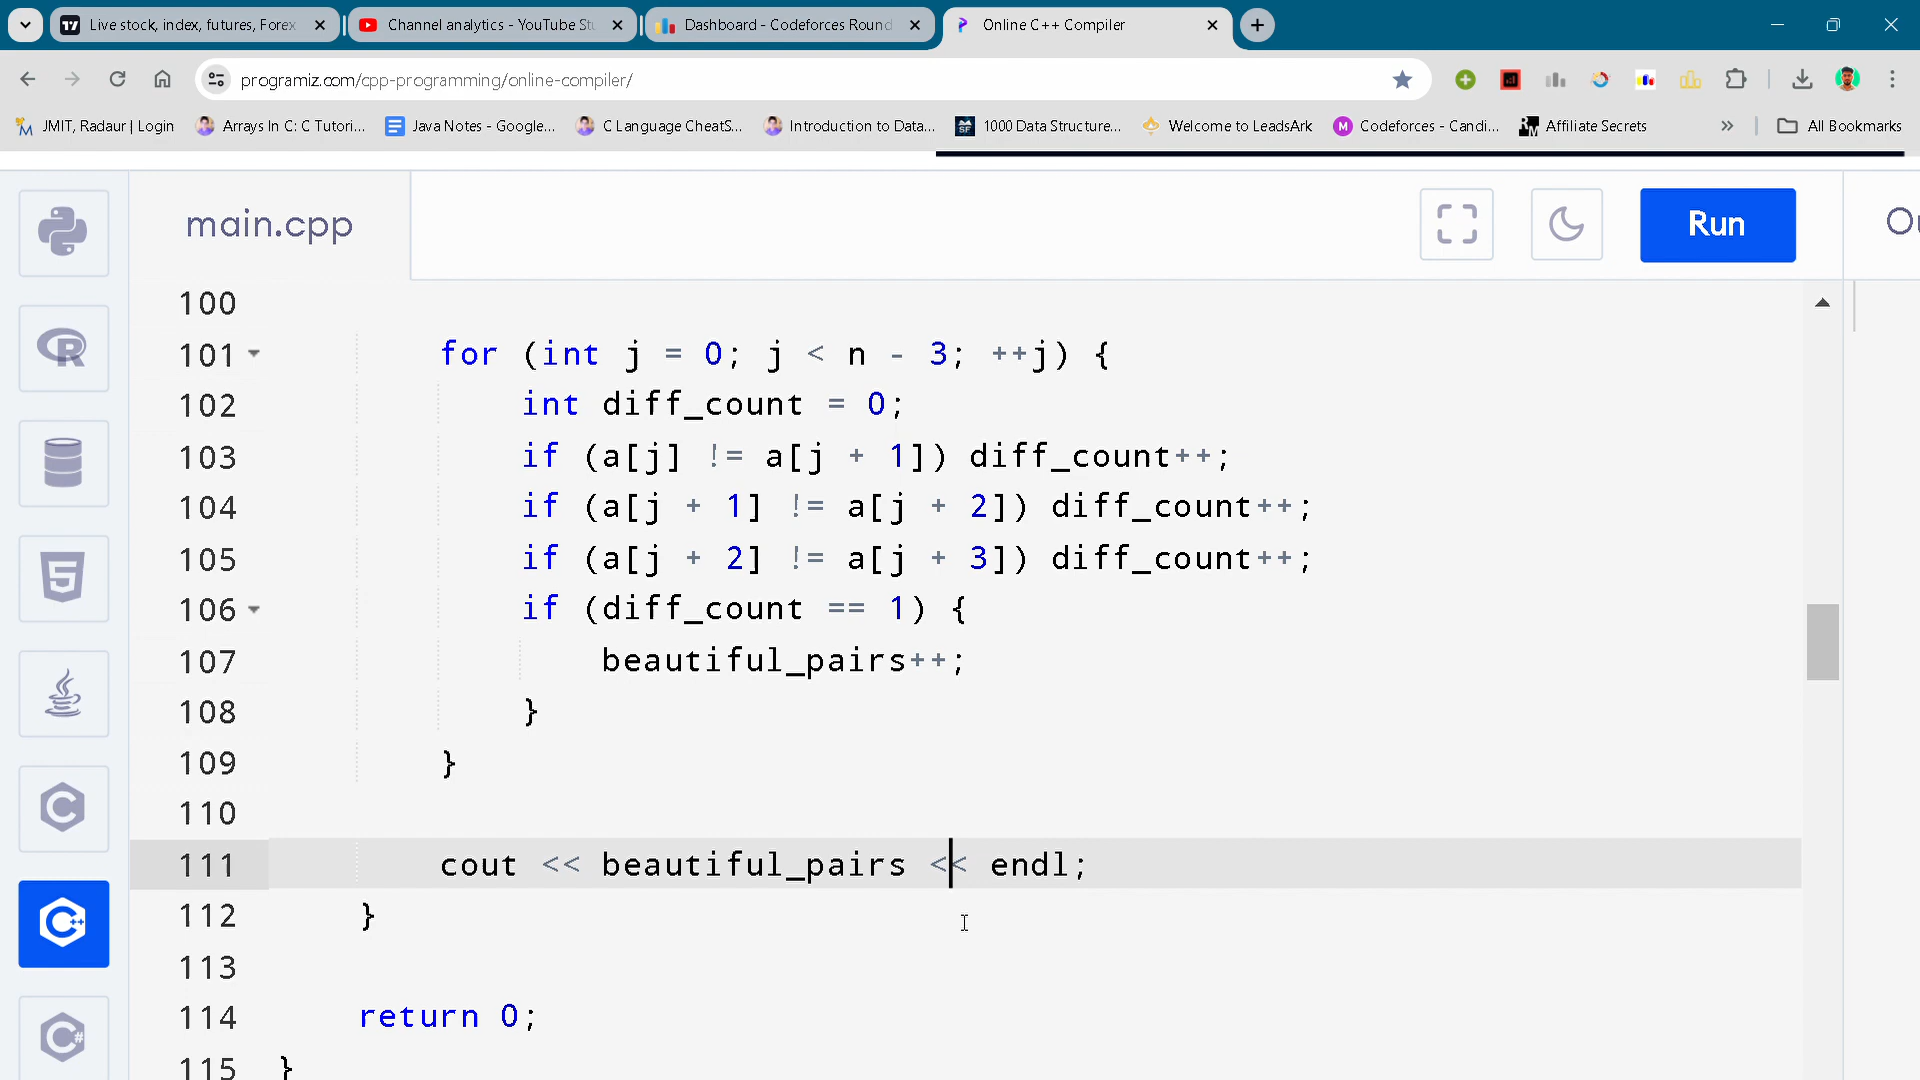 Live stock, index, futures, Forex
Channel analytics - YouTube Stu
Dashboard - Codeforces Round
Online C++ Compiler
programiz.com/cpp-programming/online-compiler/
JMIT, Radaur | Login
Arrays In C: C Tutori...
Java Notes - Google...
C Language CheatS...
Introduction to Data...
1000 Data Structure...
Welcome to LeadsArk
Codeforces - Candi...
Affiliate Secrets
All Bookmarks
main.cpp
Run
Ou
100
101 for (int j = 0; j < n - 3; ++j) {
102 int diff_count = 0;
103 if (a[j] != a[j + 1]) diff_count++;
104 if (a[j + 1] != a[j + 2]) diff_count++;
105 if (a[j + 2] != a[j + 3]) diff_count++;
106 if (diff_count == 1) {
107 beautiful_pairs++;
108 }
109 }
110
111 cout << beautiful_pairs << endl;
112 }
113
114 return 0;
115 }